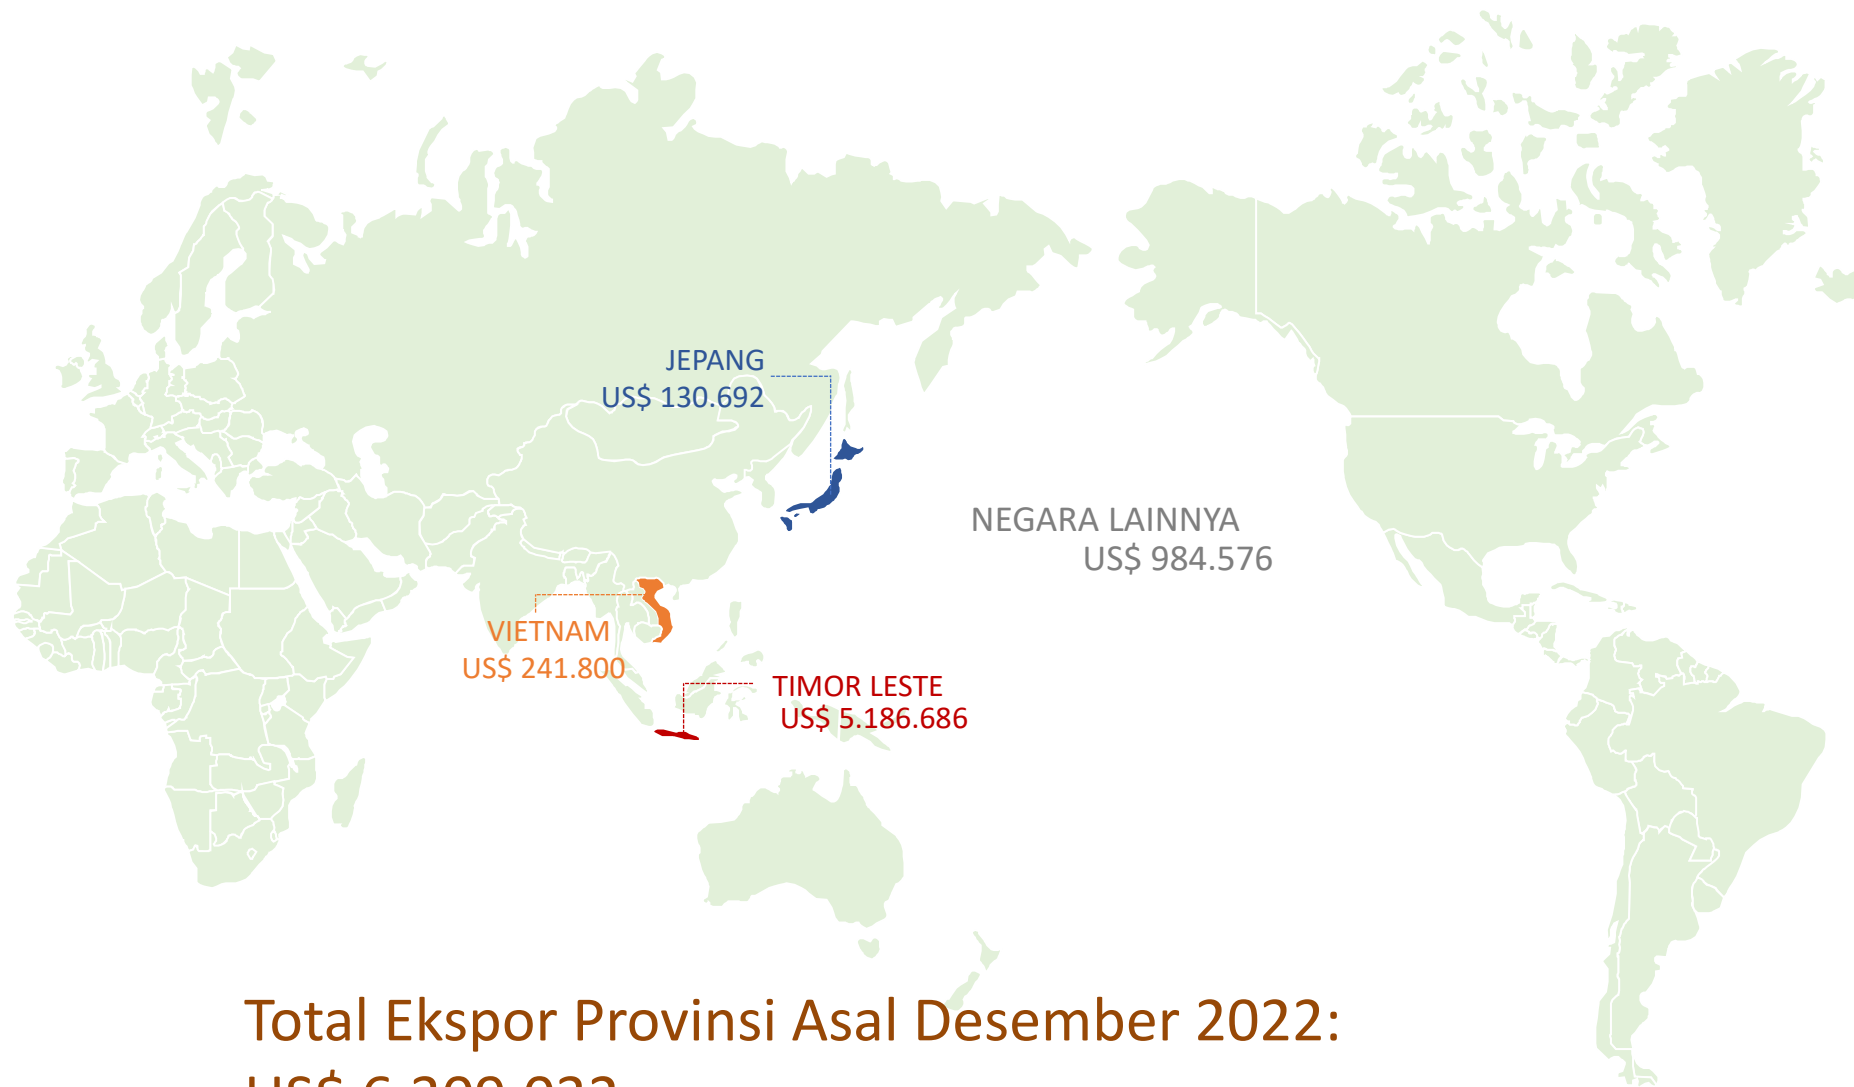 JEPANG
US$ 130.692
NEGARA LAINNYA
US$ 984.576
VIETNAM
US$ 241.800
TIMOR LESTE
US$ 5.186.686
Total Ekspor Provinsi Asal Desember 2022:
US$